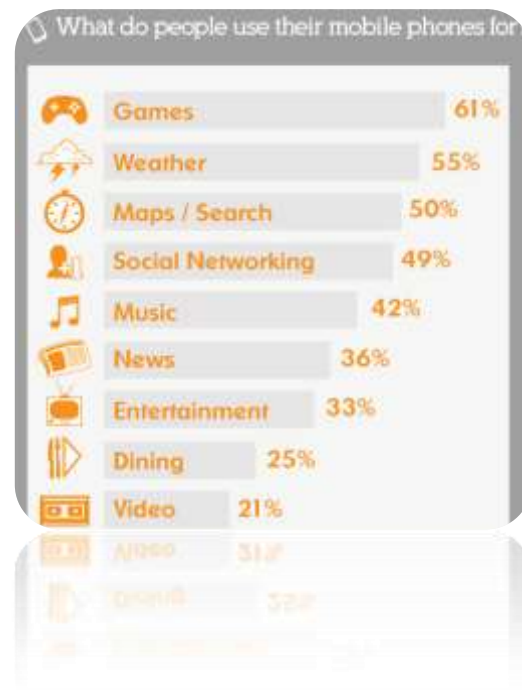 What do people use their mobile phones for
Games 61%
Weather 55%
Maps / Search 50%
Social Networking 49%
Music 42%
News 36%
Entertainment 33%
Dining 25%
Video 21%